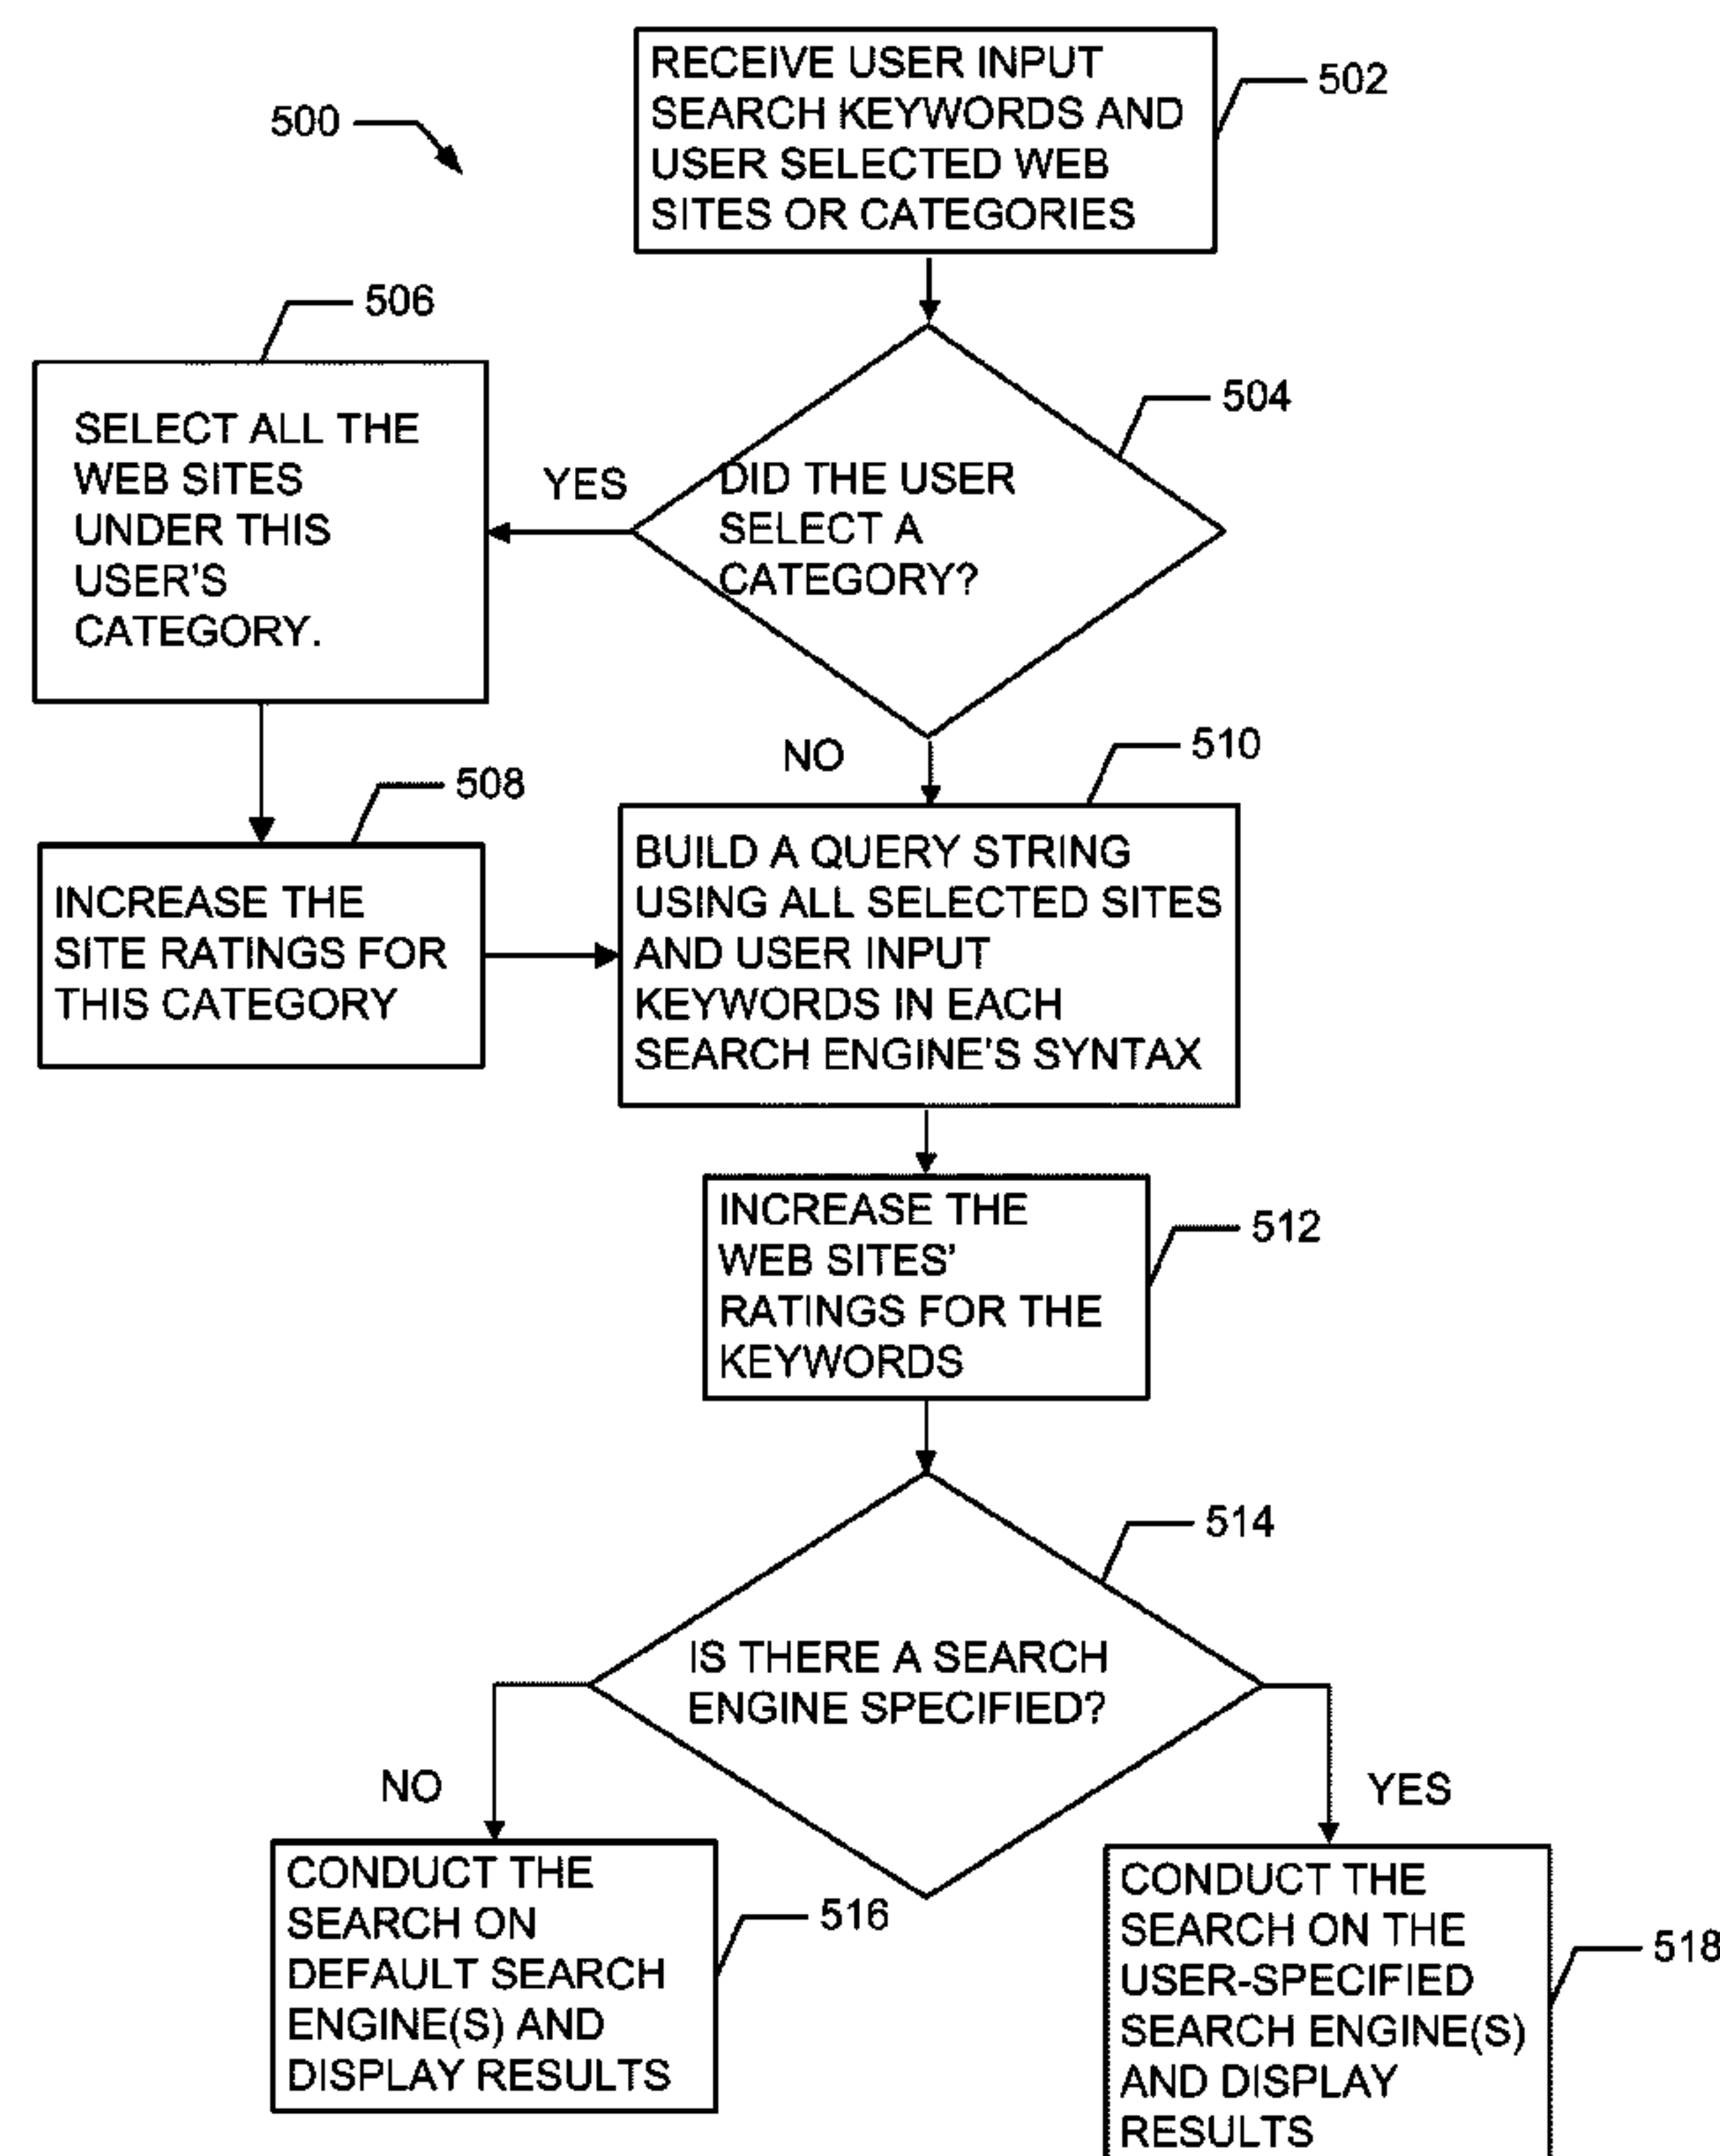 500
RECEIVE USER INPUT
SEARCH KEYWORDS AND
USER SELECTED WEB
SITES OR CATEGORIES
502
504
DID THE USER
SELECT A
CATEGORY?
YES
506
SELECT ALL THE
WEB SITES
UNDER THIS
USER'S
CATEGORY.
508
INCREASE THE
SITE RATINGS FOR
THIS CATEGORY
NO
510
BUILD A QUERY STRING
USING ALL SELECTED SITES
AND USER INPUT
KEYWORDS IN EACH
SEARCH ENGINE'S SYNTAX
INCREASE THE
WEB SITES'
RATINGS FOR THE
KEYWORDS
512
514
IS THERE A SEARCH
ENGINE SPECIFIED?
NO
CONDUCT THE
SEARCH ON
DEFAULT SEARCH
ENGINE(S) AND
DISPLAY RESULTS
516
YES
CONDUCT THE
SEARCH ON THE
USER-SPECIFIED
SEARCH ENGINE(S)
AND DISPLAY
RESULTS
518